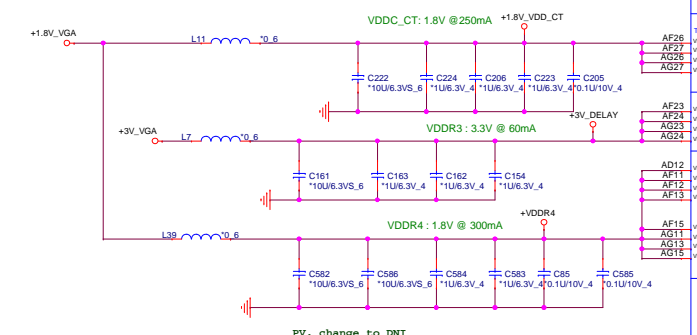 VDDC_CT: 1.8V @250mA
+1.8V_VDD_CT
+1.8V_VGA
L11
*0_6
AF26
AF27
AG26
AG27
C222
*10U/6.3VS_6
C224
*1U/6.3V_4
C206
*1U/6.3V_4
C223
*1U/6.3V_4
C205
*0.1U/10V_4
+3V_DELAY
AF23
AF24
AG23
AG24
+3V_VGA
L7
*0_6
VDDR3 : 3.3V @ 60mA
C161
*10U/6.3VS_6
C163
*1U/6.3V_4
C162
*1U/6.3V_4
C154
*1U/6.3V_4
AD12
AF11
AF12
AF13
VDDR4 : 1.8V @ 300mA
+VDDR4
L39
*0_6
AF15
AG11
AG13
AG15
C582
*10U/6.3VS_6
C586
*10U/6.3VS_6
C584
*1U/6.3V_4
C583
*1U/6.3V_4
C85
*0.1U/10V_4
C585
*0.1U/10V_4
PV, change to DNI